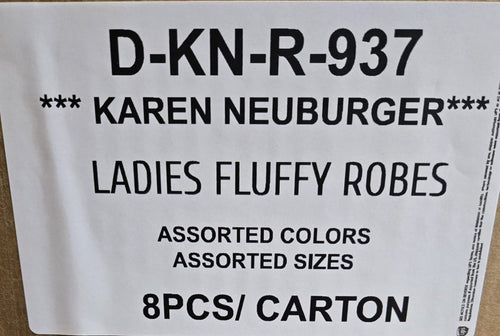 D-KN-R-937
*** KAREN NEUBURGER***
LADIES FLUFFY ROBES
ASSORTED COLORS
ASSORTED SIZES
8PCS/ CARTON